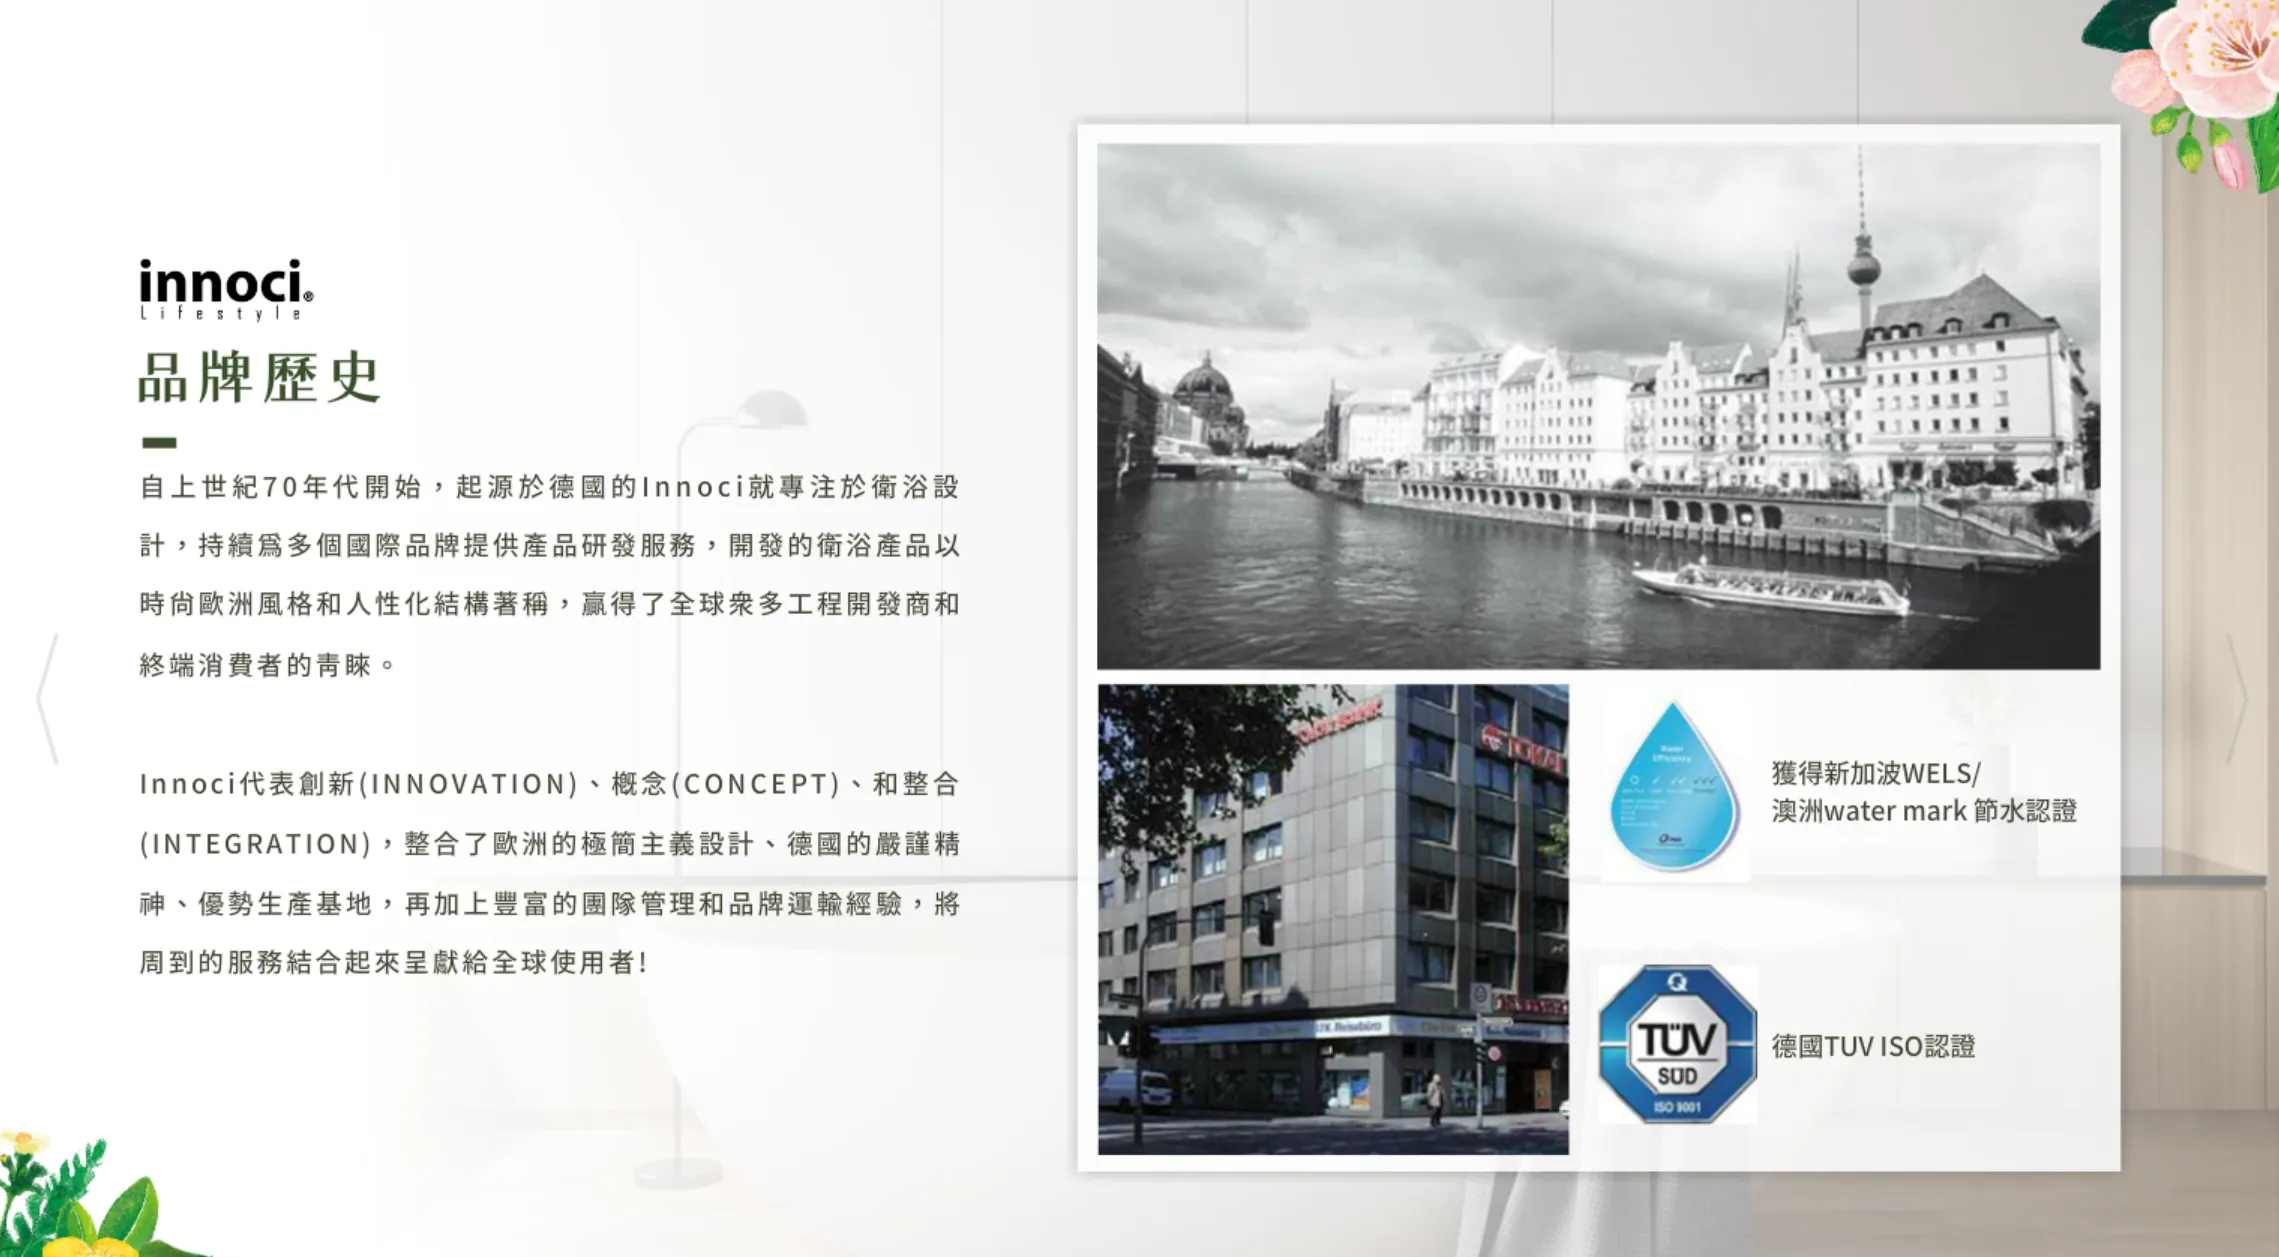 innoci®
Lifestyle
品牌歷史
自上世紀70年代開始，起源於德國的Innoci就專注於衛浴設
計，持續爲多個國際品牌提供產品研發服務，開發的衛浴產品以
時尙歐洲風格和人性化結構著稱，贏得了全球衆多工程開發商和
終端消費者的靑睞。
Innoci代表創新(INNOVATION)、槪念(CONCEPT)、和整合
(INTEGRATION)，整合了歐洲的極簡主義設計、德國的嚴謹精
神、優勢生產基地，再加上豐富的團隊管理和品牌運輸經驗，將
周到的服務結合起來呈獻給全球使用者!
TOKAI
LTK-Reisebüro
Water
Efficiency
獲得新加波WELS/
澳洲water mark 節水認證
TÜV
SÜD
ISO 9001
德國TUV ISO認證